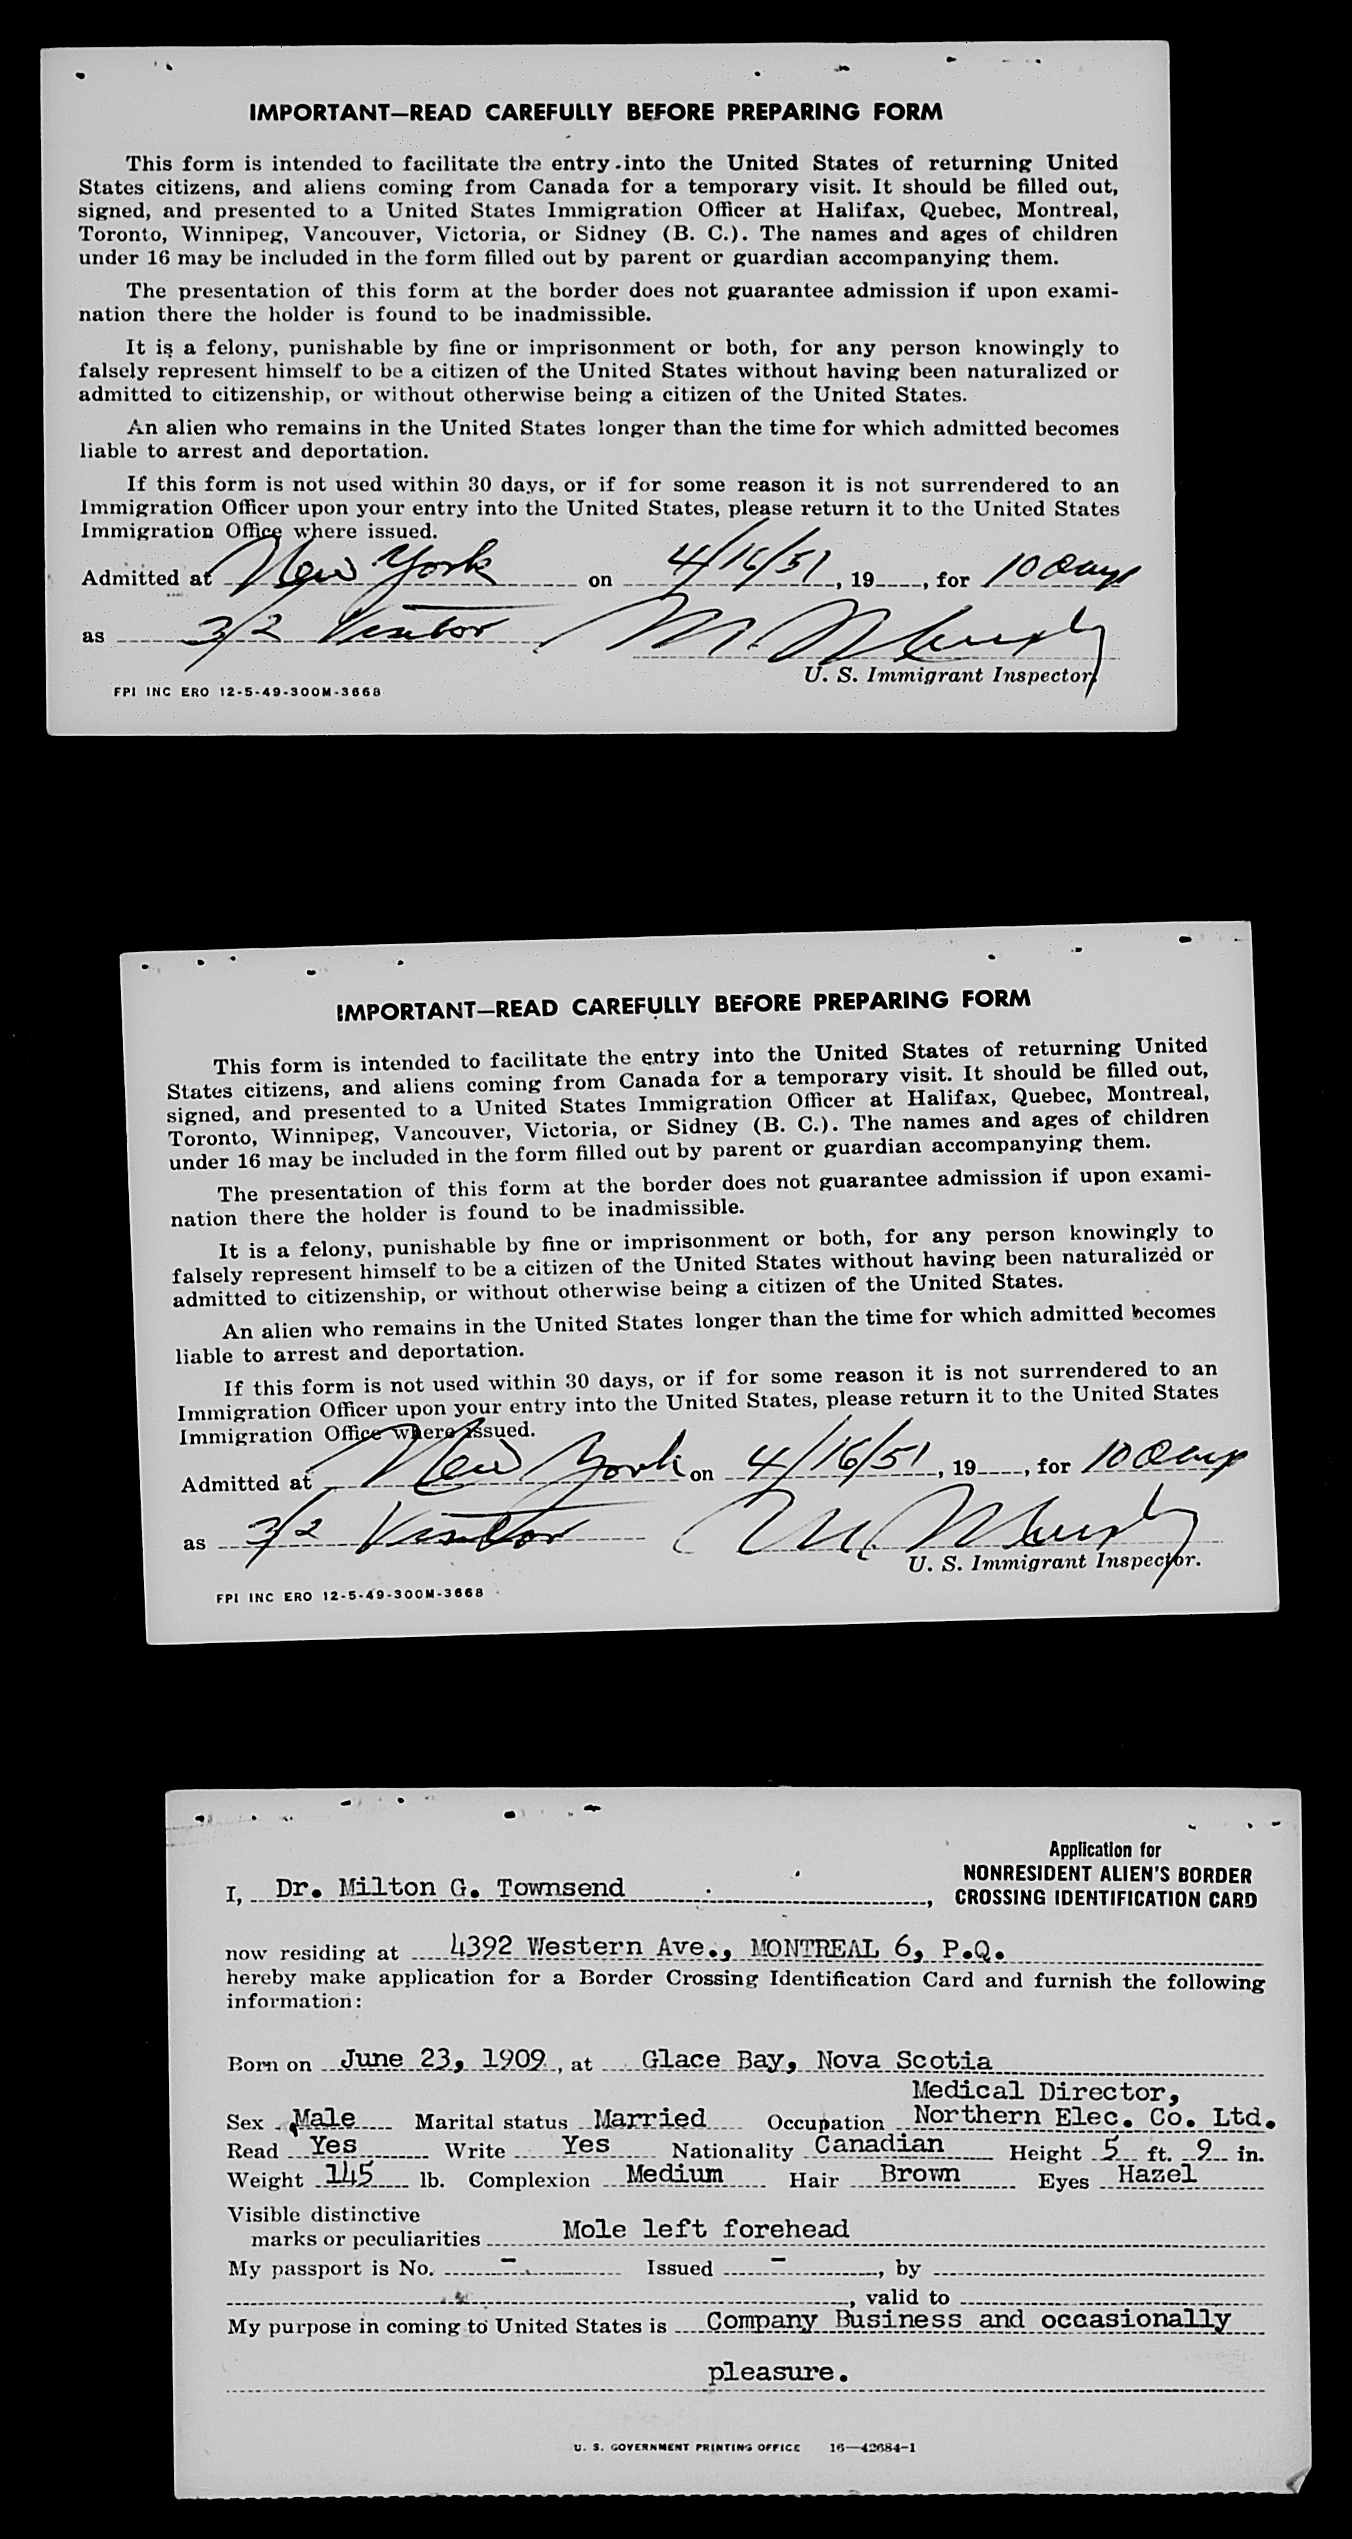 IMPORTANT—READ CAREFULLY BEFORE PREPARING FORM
This form is intended to facilitate the entry into the United States of returning United
States citizens, and aliens coming from Canada for a temporary visit. It should be filled out,
signed, and presented to a United States Immigration Officer at Halifax, Quebec, Montreal,
Toronto, Winnipeg, Vancouver, Victoria, or Sidney (B. C.). The names and ages of children
under 16 may be included in the form filled out by parent or guardian accompanying them.
The presentation of this form at the border does not guarantee admission if upon exami-
nation there the holder is found to be inadmissible.
It is a felony, punishable by fine or imprisonment or both, for any person knowingly to
falsely represent himself to be a citizen of the United States without having been naturalized or
admitted to citizenship, or without otherwise being a citizen of the United States.
An alien who remains in the United States longer than the time for which admitted becomes
liable to arrest and deportation.
If this form is not used within 30 days, or if for some reason it is not surrendered to an
Immigration Officer upon your entry into the United States, please return it to the United States
Immigration Office where issued.
Admitted at New York on 4/16/51, 19, for 10 Days
as 3/2 Visitor M. Murphy
U. S. Immigrant Inspector.
FPI INC ERO 12-5-49-300M-3668
IMPORTANT—READ CAREFULLY BEFORE PREPARING FORM
This form is intended to facilitate the entry into the United States of returning United
States citizens, and aliens coming from Canada for a temporary visit. It should be filled out,
signed, and presented to a United States Immigration Officer at Halifax, Quebec, Montreal,
Toronto, Winnipeg, Vancouver, Victoria, or Sidney (B. C.). The names and ages of children
under 16 may be included in the form filled out by parent or guardian accompanying them.
The presentation of this form at the border does not guarantee admission if upon exami-
nation there the holder is found to be inadmissible.
It is a felony, punishable by fine or imprisonment or both, for any person knowingly to
falsely represent himself to be a citizen of the United States without having been naturalized or
admitted to citizenship, or without otherwise being a citizen of the United States.
An alien who remains in the United States longer than the time for which admitted becomes
liable to arrest and deportation.
If this form is not used within 30 days, or if for some reason it is not surrendered to an
Immigration Officer upon your entry into the United States, please return it to the United States
Immigration Office where issued.
Admitted at New York on 4/16/51, 19, for 10 Days
as 3/2 Visitor M. Murphy
U. S. Immigrant Inspector.
FPI INC ERO 12-5-49-300M-3668
Application for
NONRESIDENT ALIEN'S BORDER
CROSSING IDENTIFICATION CARD
I, Dr. Milton G. Townsend,
now residing at 4392 Western Ave., MONTREAL 6, P.Q.
hereby make application for a Border Crossing Identification Card and furnish the following
information:
Born on June 23, 1909, at Glace Bay, Nova Scotia
Medical Director,
Sex Male Marital status Married Occupation Northern Elec. Co. Ltd.
Read Yes Write Yes Nationality Canadian Height 5 ft. 9 in.
Weight 145 lb. Complexion Medium Hair Brown Eyes Hazel
Visible distinctive
marks or peculiarities Mole left forehead
My passport is No. - Issued -, by
, valid to
My purpose in coming to United States is Company Business and occasionally
pleasure.
U. S. GOVERNMENT PRINTING OFFICE 16—42684-1